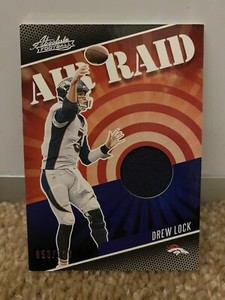 Absolute
FOOTBALL
AIR RAID
DREW LOCK